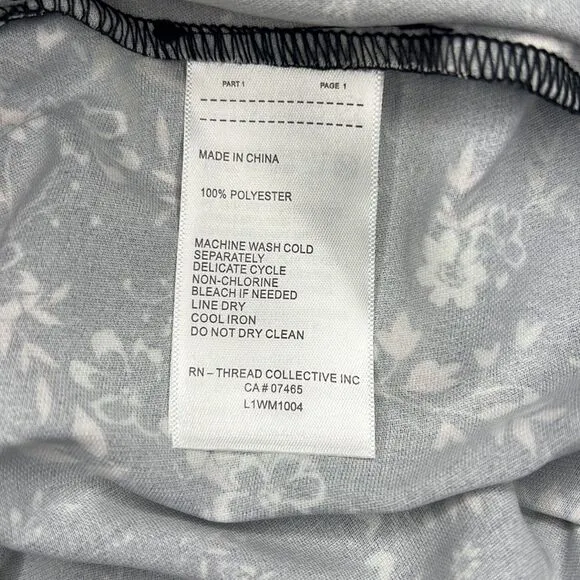 PART 1 PAGE 1
MADE IN CHINA
100% POLYESTER
MACHINE WASH COLD
SEPARATELY
DELICATE CYCLE
NON-CHLORINE
BLEACH IF NEEDED
LINE DRY
COOL IRON
DO NOT DRY CLEAN
RN – THREAD COLLECTIVE INC
CA # 07465
L1WM1004